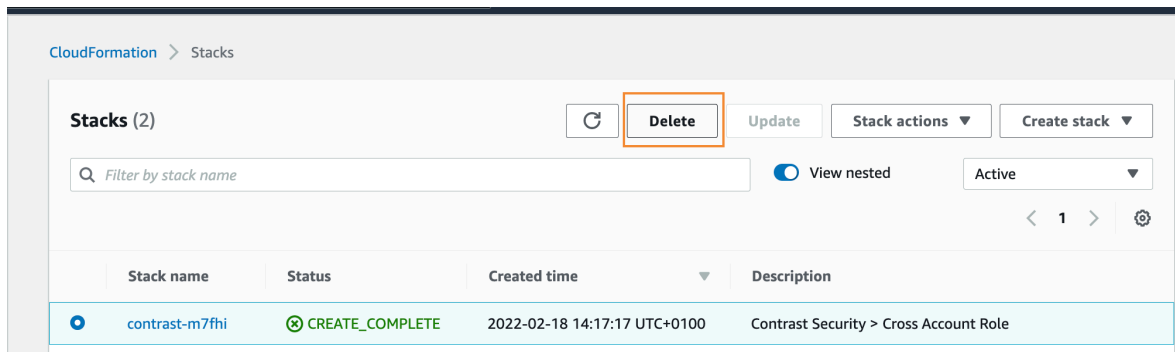 CloudFormation > Stacks
Stacks (2)
Delete
Update
Stack actions
Create stack
Filter by stack name
View nested
Active
1
Stack name Status Created time Description
contrast-m7fhi CREATE_COMPLETE 2022-02-18 14:17:17 UTC+0100 Contrast Security > Cross Account Role